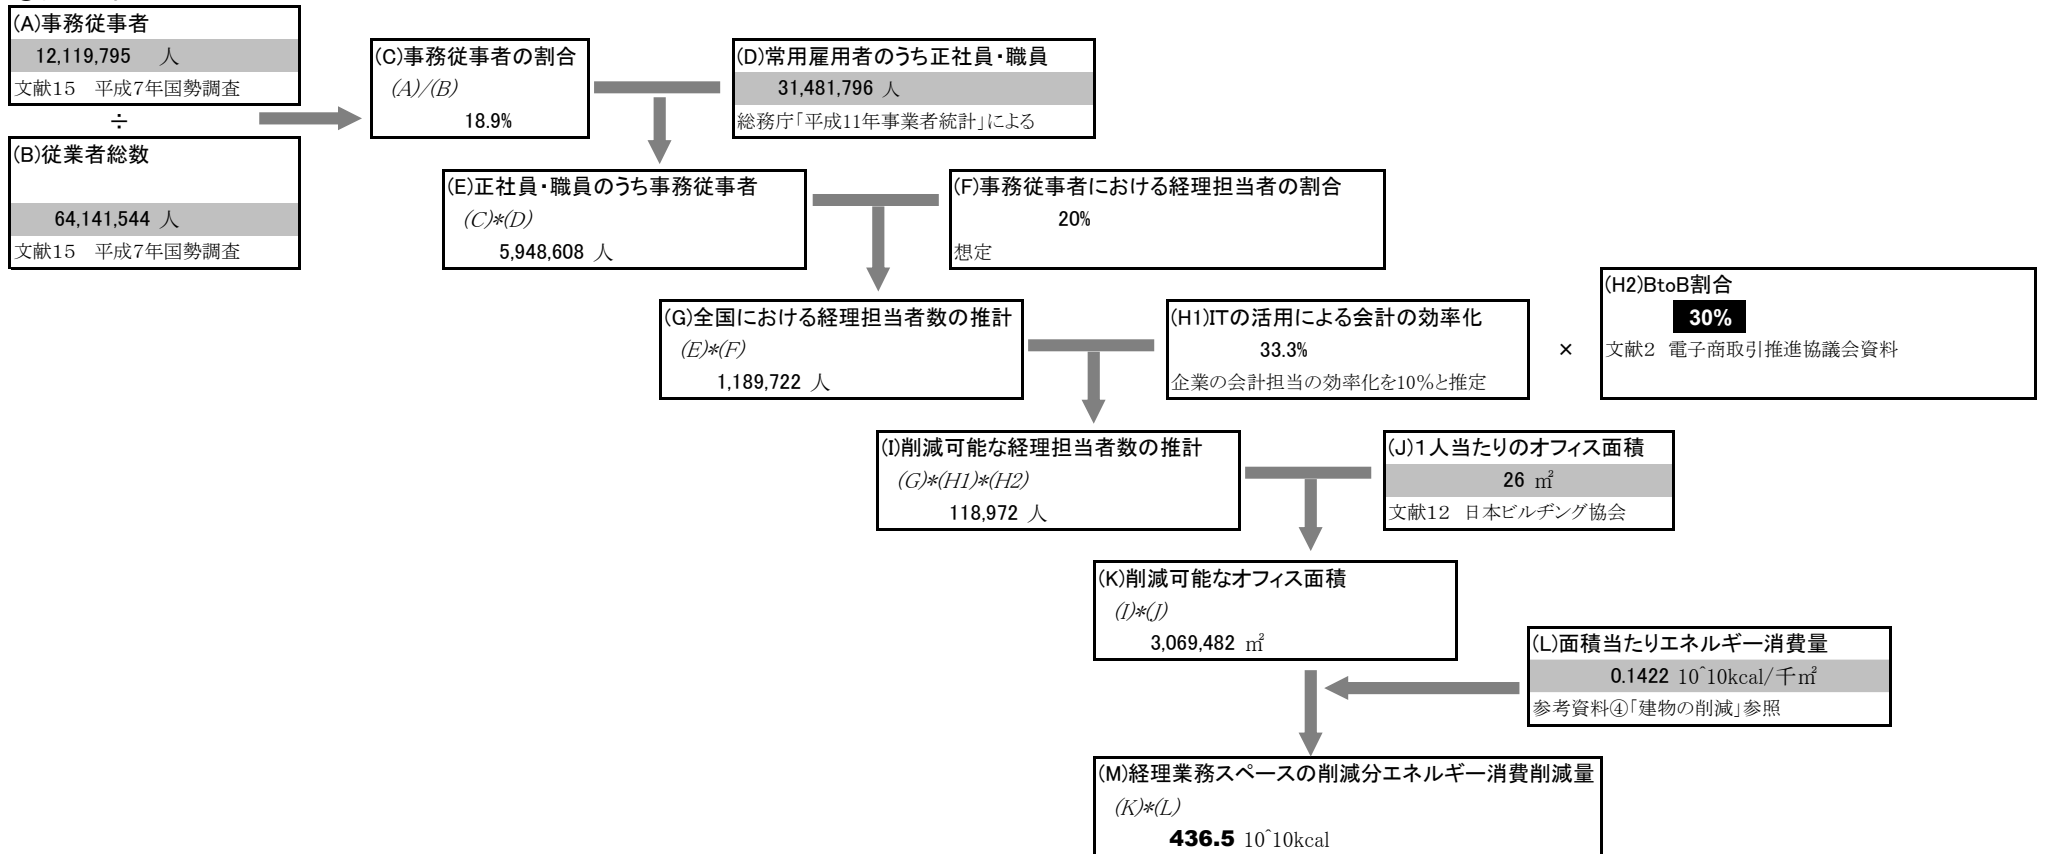 (A)事務従事者
12,119,795 人
文献15 平成7年国勢調査
÷
(B)従業者総数
64,141,544 人
文献15 平成7年国勢調査
(C)事務従事者の割合
(A)/(B)
18.9%
(D)常用雇用者のうち正社員・職員
31,481,796 人
総務庁「平成11年事業者統計」による
(E)正社員・職員のうち事務従事者
(C)*(D)
5,948,608 人
(F)事務従事者における経理担当者の割合
20%
想定
(G)全国における経理担当者数の推計
(E)*(F)
1,189,722 人
(H1)ITの活用による会計の効率化
33.3%
企業の会計担当の効率化を10%と推定
×
(H2)BtoB割合
30%
文献2 電子商取引推進協議会資料
(I)削減可能な経理担当者数の推計
(G)*(H1)*(H2)
118,972 人
(J)1人当たりのオフィス面積
26 ㎡
文献12 日本ビルヂング協会
(K)削減可能なオフィス面積
(I)*(J)
3,069,482 ㎡
(L)面積当たりエネルギー消費量
0.1422 10^10kcal/千㎡
参考資料④「建物の削減」参照
(M)経理業務スペースの削減分エネルギー消費削減量
(K)*(L)
436.5 10^10kcal